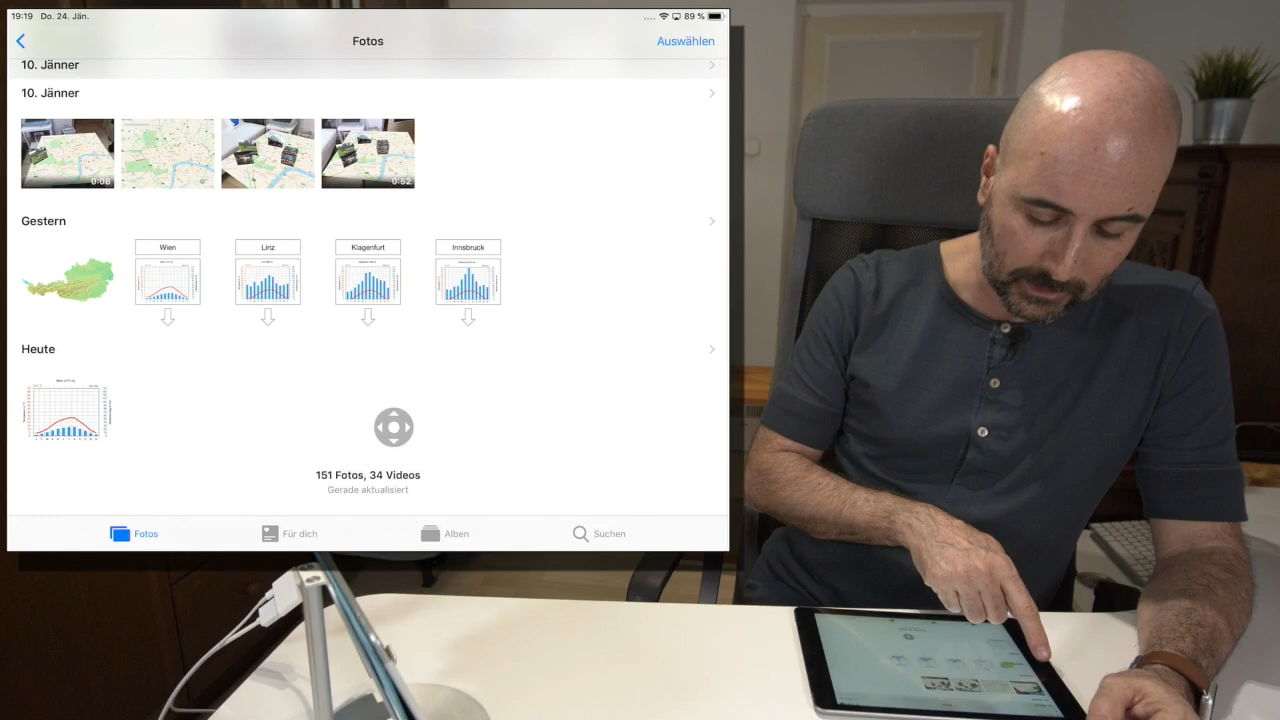 19:19 Do. 24. Jän.
89 %
Fotos
Auswählen
10. Jänner
10. Jänner
0:08
0:52
Gestern
Wien
Linz
Klagenfurt
Innsbruck
Heute
151 Fotos, 34 Videos
Gerade aktualisiert
Fotos
Für dich
Alben
Suchen